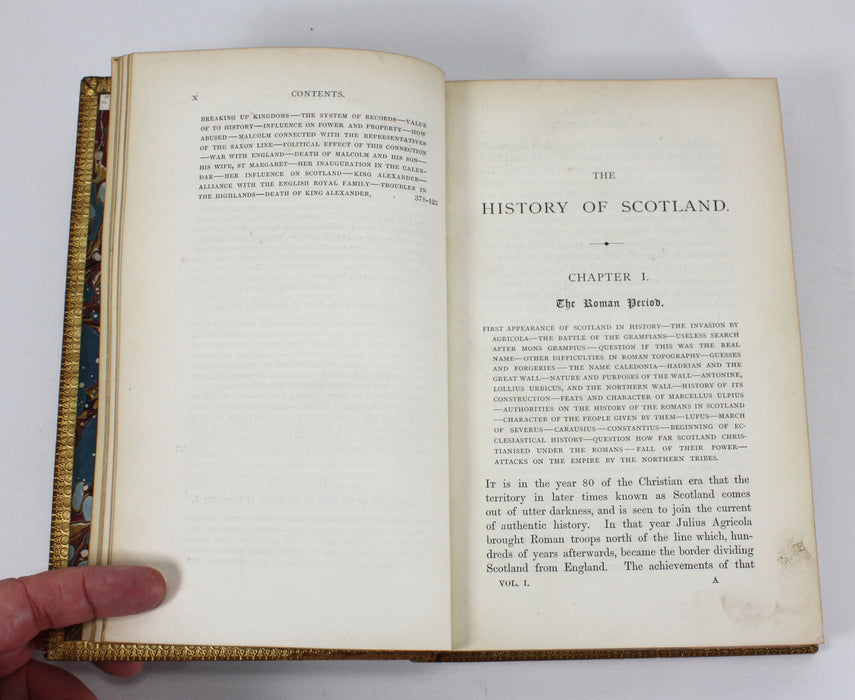 x CONTENTS.
BREAKING UP KINGDOMS—THE SYSTEM OF RECORDS—VALUE
OF TO HISTORY—INFLUENCE ON POWER AND PROPERTY—HOW
ABUSED—MALCOLM CONNECTED WITH THE REPRESENTATIVES
OF THE SAXON LINE—POLITICAL EFFECT OF THIS CONNECTION
—WAR WITH ENGLAND—DEATH OF MALCOLM AND HIS SON—
HIS WIFE, ST MARGARET—HER INAUGURATION IN THE CALEN-
DAR—HER INFLUENCE ON SCOTLAND—KING ALEXANDER—
ALLIANCE WITH THE ENGLISH ROYAL FAMILY—TROUBLES IN
THE HIGHLANDS—DEATH OF KING ALEXANDER, . 378-423
THE
HISTORY OF SCOTLAND.
CHAPTER I.
The Roman Period.
FIRST APPEARANCE OF SCOTLAND IN HISTORY—THE INVASION BY
AGRICOLA—THE BATTLE OF THE GRAMPIANS—USELESS SEARCH
AFTER MONS GRAMPIUS—QUESTION IF THIS WAS THE REAL
NAME—OTHER DIFFICULTIES IN ROMAN TOPOGRAPHY—GUESSES
AND FORGERIES—THE NAME CALEDONIA—HADRIAN AND THE
GREAT WALL—NATURE AND PURPOSES OF THE WALL—ANTONINE,
LOLLIUS URBICUS, AND THE NORTHERN WALL—HISTORY OF ITS
CONSTRUCTION—FEATS AND CHARACTER OF MARCELLUS ULPIUS
—AUTHORITIES ON THE HISTORY OF THE ROMANS IN SCOTLAND
—CHARACTER OF THE PEOPLE GIVEN BY THEM—LUPUS—MARCH
OF SEVERUS—CARAUSIUS—CONSTANTIUS—BEGINNING OF EC-
CLESIASTICAL HISTORY—QUESTION HOW FAR SCOTLAND CHRIS-
TIANISED UNDER THE ROMANS—FALL OF THEIR POWER—
ATTACKS ON THE EMPIRE BY THE NORTHERN TRIBES.
IT is in the year 80 of the Christian era that the
territory in later times known as Scotland comes
out of utter darkness, and is seen to join the current
of authentic history. In that year Julius Agricola
brought Roman troops north of the line which, hun-
dreds of years afterwards, became the border dividing
Scotland from England. The achievements of that
VOL. I. A